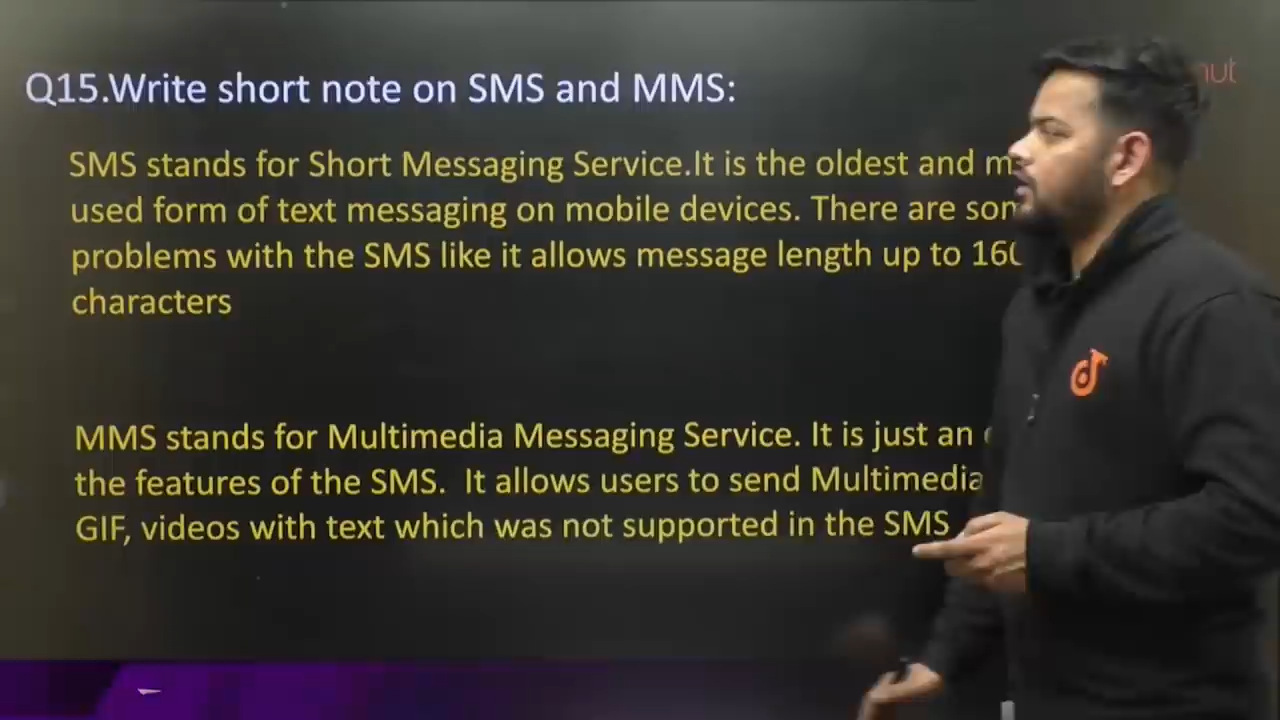 Q15.Write short note on SMS and MMS:
SMS stands for Short Messaging Service.It is the oldest and
used form of text messaging on mobile devices. There are
problems with the SMS like it allows message length up to
characters
MMS stands for Multimedia Messaging Service. It is just an
the features of the SMS. It allows users to send Multimedia
GIF, videos with text which was not supported in the SMS